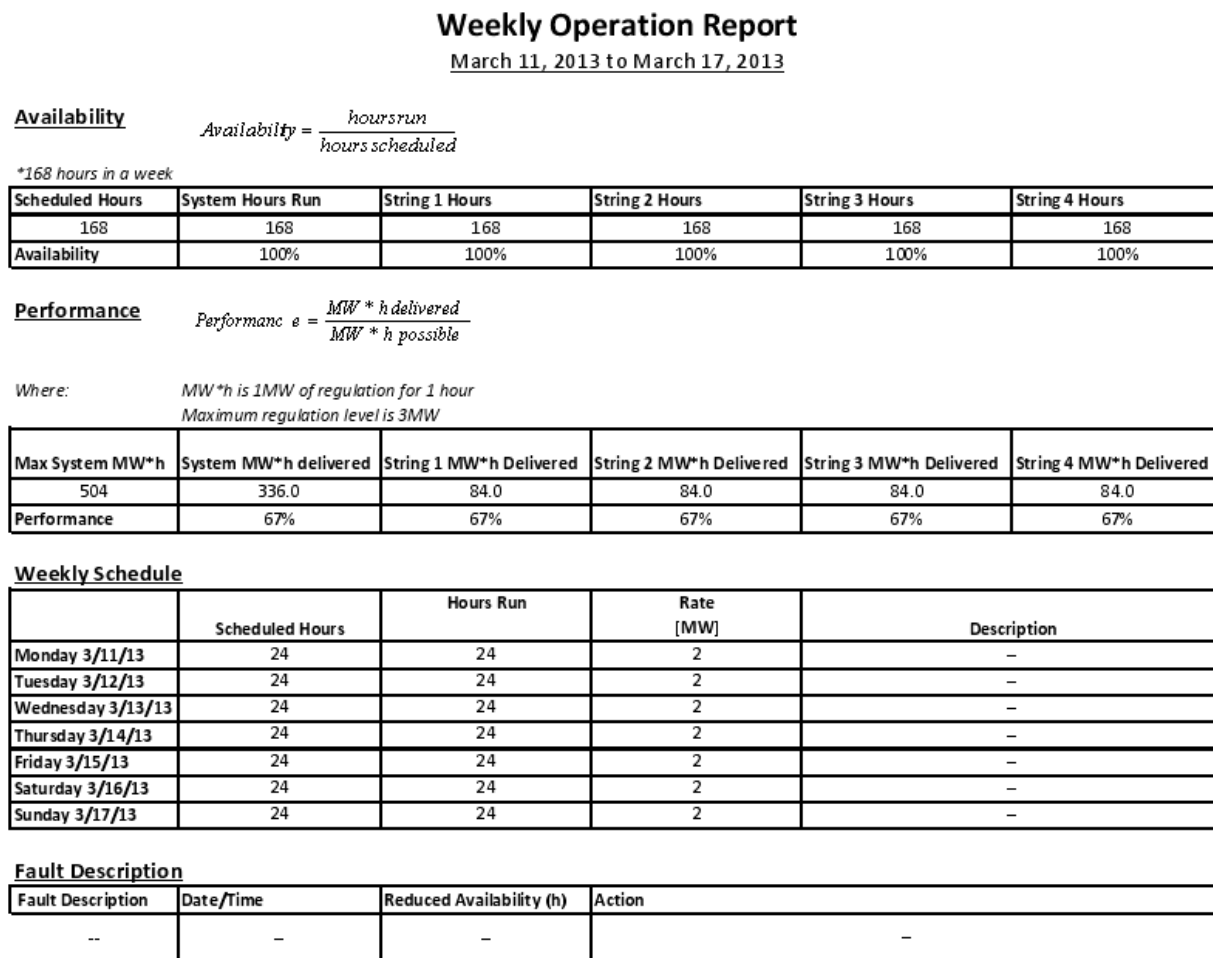 Weekly Operation Report
March 11, 2013 to March 17, 2013
Availability
Availabilty = hours run / hours scheduled
*168 hours in a week
Scheduled Hours System Hours Run String 1 Hours String 2 Hours String 3 Hours String 4 Hours
168 168 168 168 168 168
Availability 100% 100% 100% 100% 100%
Performance
Performanc e = MW * h delivered / MW * h possible
Where: MW*h is 1MW of regulation for 1 hour
Maximum regulation level is 3MW
Max System MW*h System MW*h delivered String 1 MW*h Delivered String 2 MW*h Delivered String 3 MW*h Delivered String 4 MW*h Delivered
504 336.0 84.0 84.0 84.0 84.0
Performance 67% 67% 67% 67% 67%
Weekly Schedule
Scheduled Hours Hours Run Rate [MW] Description
Monday 3/11/13 24 24 2 –
Tuesday 3/12/13 24 24 2 –
Wednesday 3/13/13 24 24 2 –
Thursday 3/14/13 24 24 2 –
Friday 3/15/13 24 24 2 –
Saturday 3/16/13 24 24 2 –
Sunday 3/17/13 24 24 2 –
Fault Description
Fault Description Date/Time Reduced Availability (h) Action
-- – – –